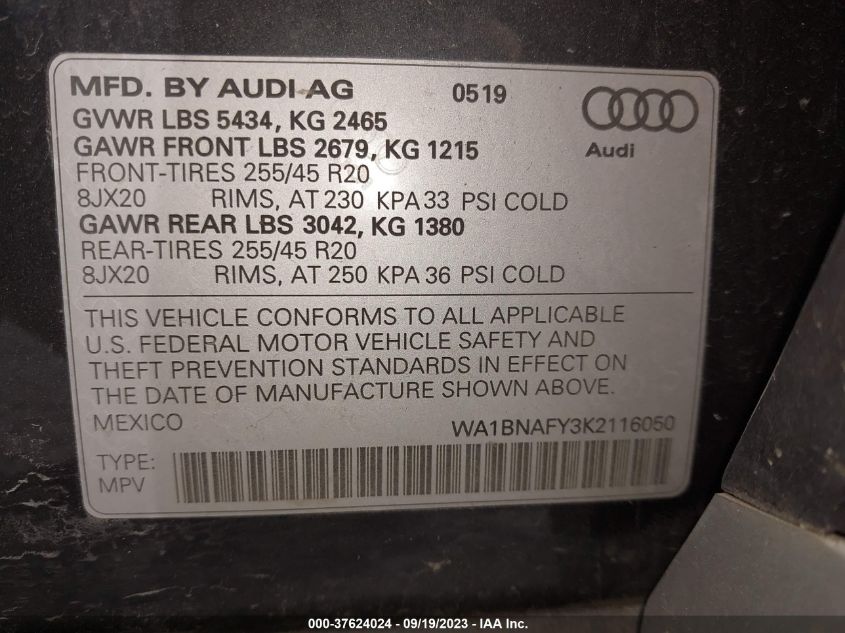 MFD. BY AUDI AG 0519
GVWR LBS 5434, KG 2465
GAWR FRONT LBS 2679, KG 1215
FRONT-TIRES 255/45 R20
8JX20 RIMS, AT 230 KPA 33 PSI COLD
GAWR REAR LBS 3042, KG 1380
REAR-TIRES 255/45 R20
8JX20 RIMS, AT 250 KPA 36 PSI COLD
Audi
THIS VEHICLE CONFORMS TO ALL APPLICABLE
U.S. FEDERAL MOTOR VEHICLE SAFETY AND
THEFT PREVENTION STANDARDS IN EFFECT ON
THE DATE OF MANUFACTURE SHOWN ABOVE.
MEXICO WA1BNAFY3K2116050
TYPE:
MPV
000-37624024 - 09/19/2023 - IAA Inc.